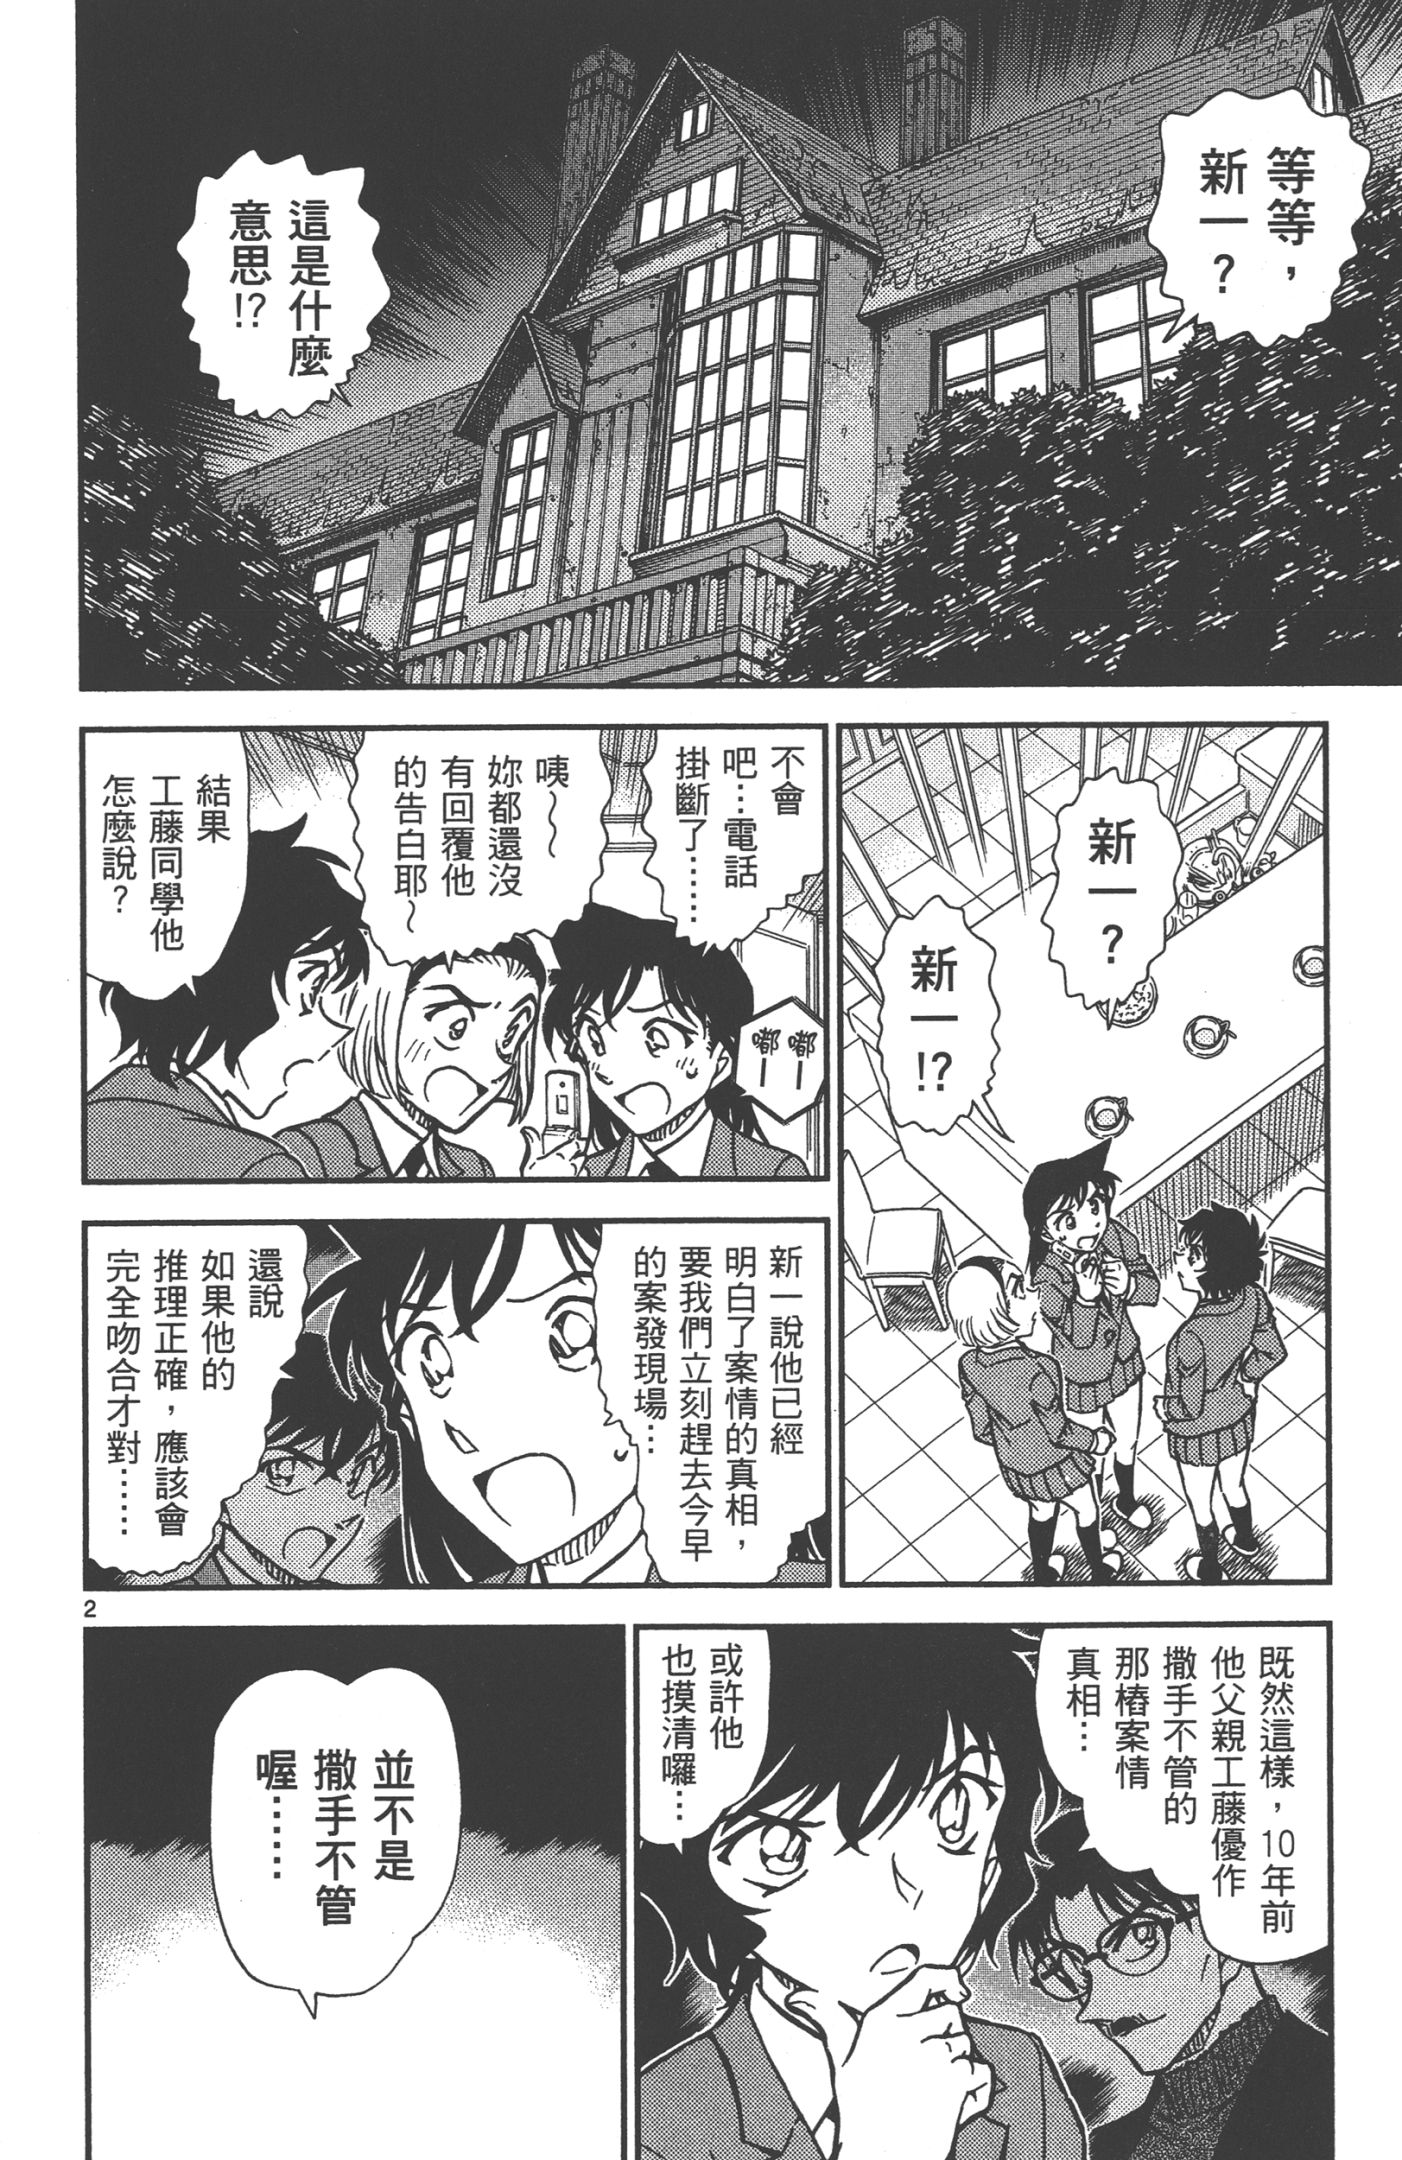 等等，
新一？
這是什麼
意思!?
新一？
新一!?
不會
吧…電話
掛斷了……
嘟ー
嘟ー
咦～
妳都還沒
有回覆他
的告白耶～
結果
工藤同學他
怎麼說？
新一說他已經
明白了案情的真相，
要我們立刻趕去今早
的案發現場…
還說
如果他的
推理正確，應該會
完全吻合才對……
2
既然這樣，10年前
他父親工藤優作
撒手不管的
那樁案情
真相…
或許他
也摸清囉…
並不是
撒手不管
喔……